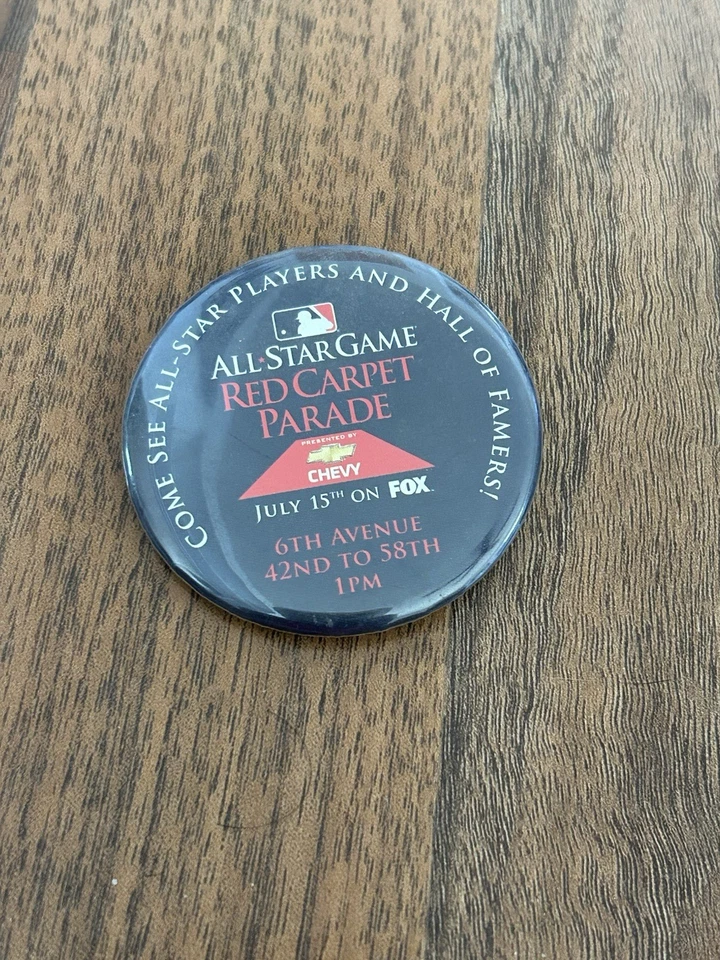 COME SEE ALL-STAR PLAYERS AND HALL OF FAMERS!
ALL★STAR GAME
RED CARPET
PARADE
PRESENTED BY
CHEVY
JULY 15TH ON FOX
6TH AVENUE
42ND TO 58TH
1PM